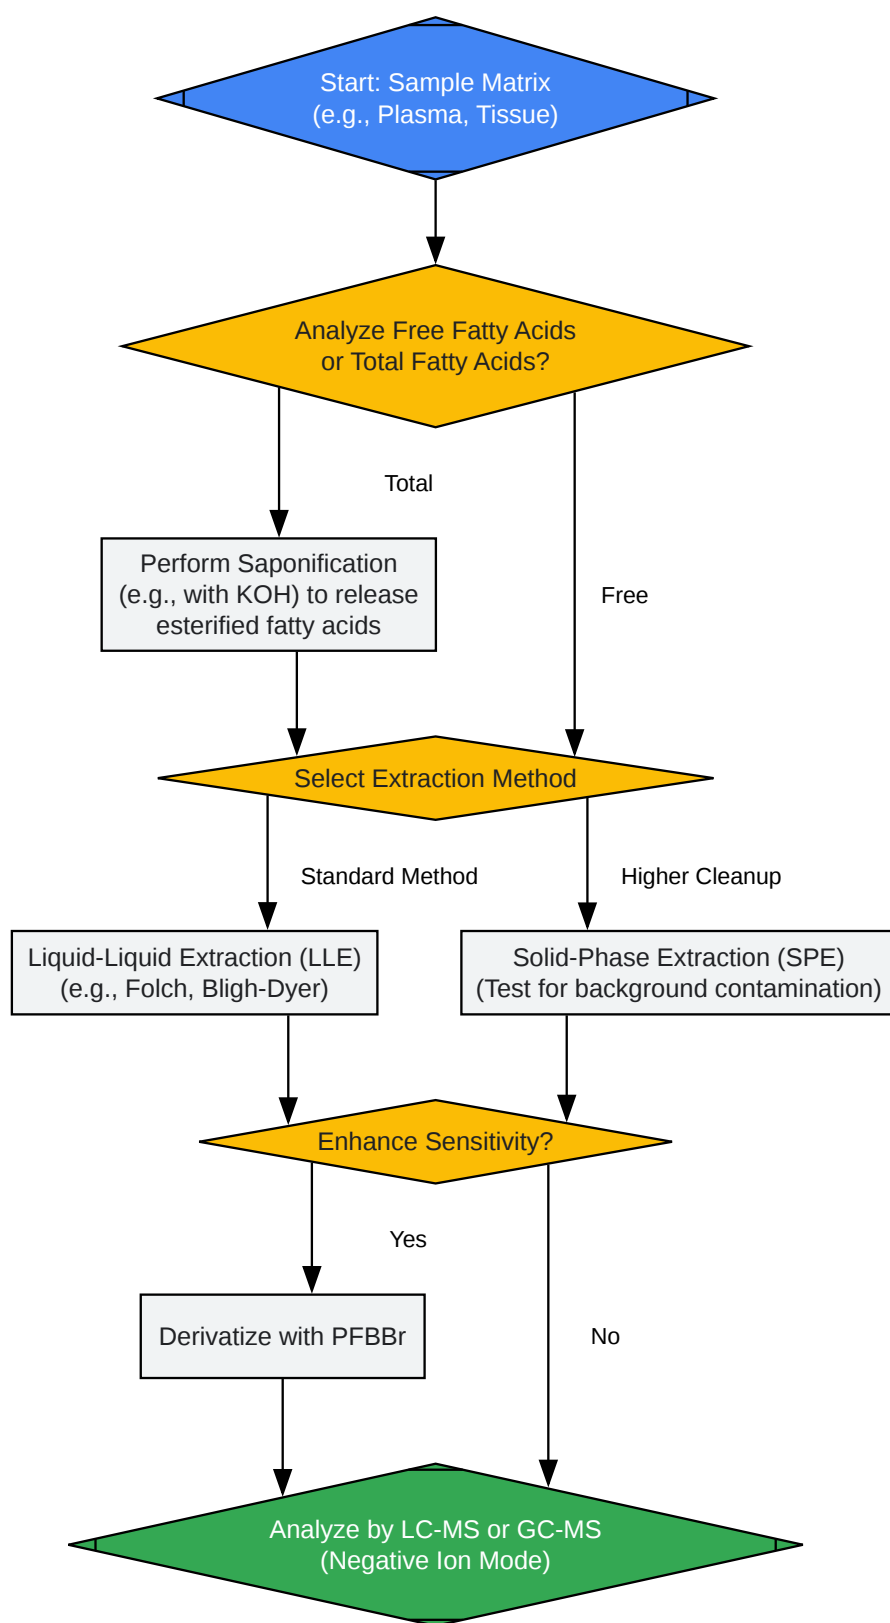 Start: Sample Matrix
(e.g., Plasma, Tissue)
Analyze Free Fatty Acids
or Total Fatty Acids?
Total
Perform Saponification
(e.g., with KOH) to release
esterified fatty acids
Free
Select Extraction Method
Standard Method
Higher Cleanup
Liquid-Liquid Extraction (LLE)
(e.g., Folch, Bligh-Dyer)
Solid-Phase Extraction (SPE)
(Test for background contamination)
Enhance Sensitivity?
Yes
Derivatize with PFBBr
No
Analyze by LC-MS or GC-MS
(Negative Ion Mode)